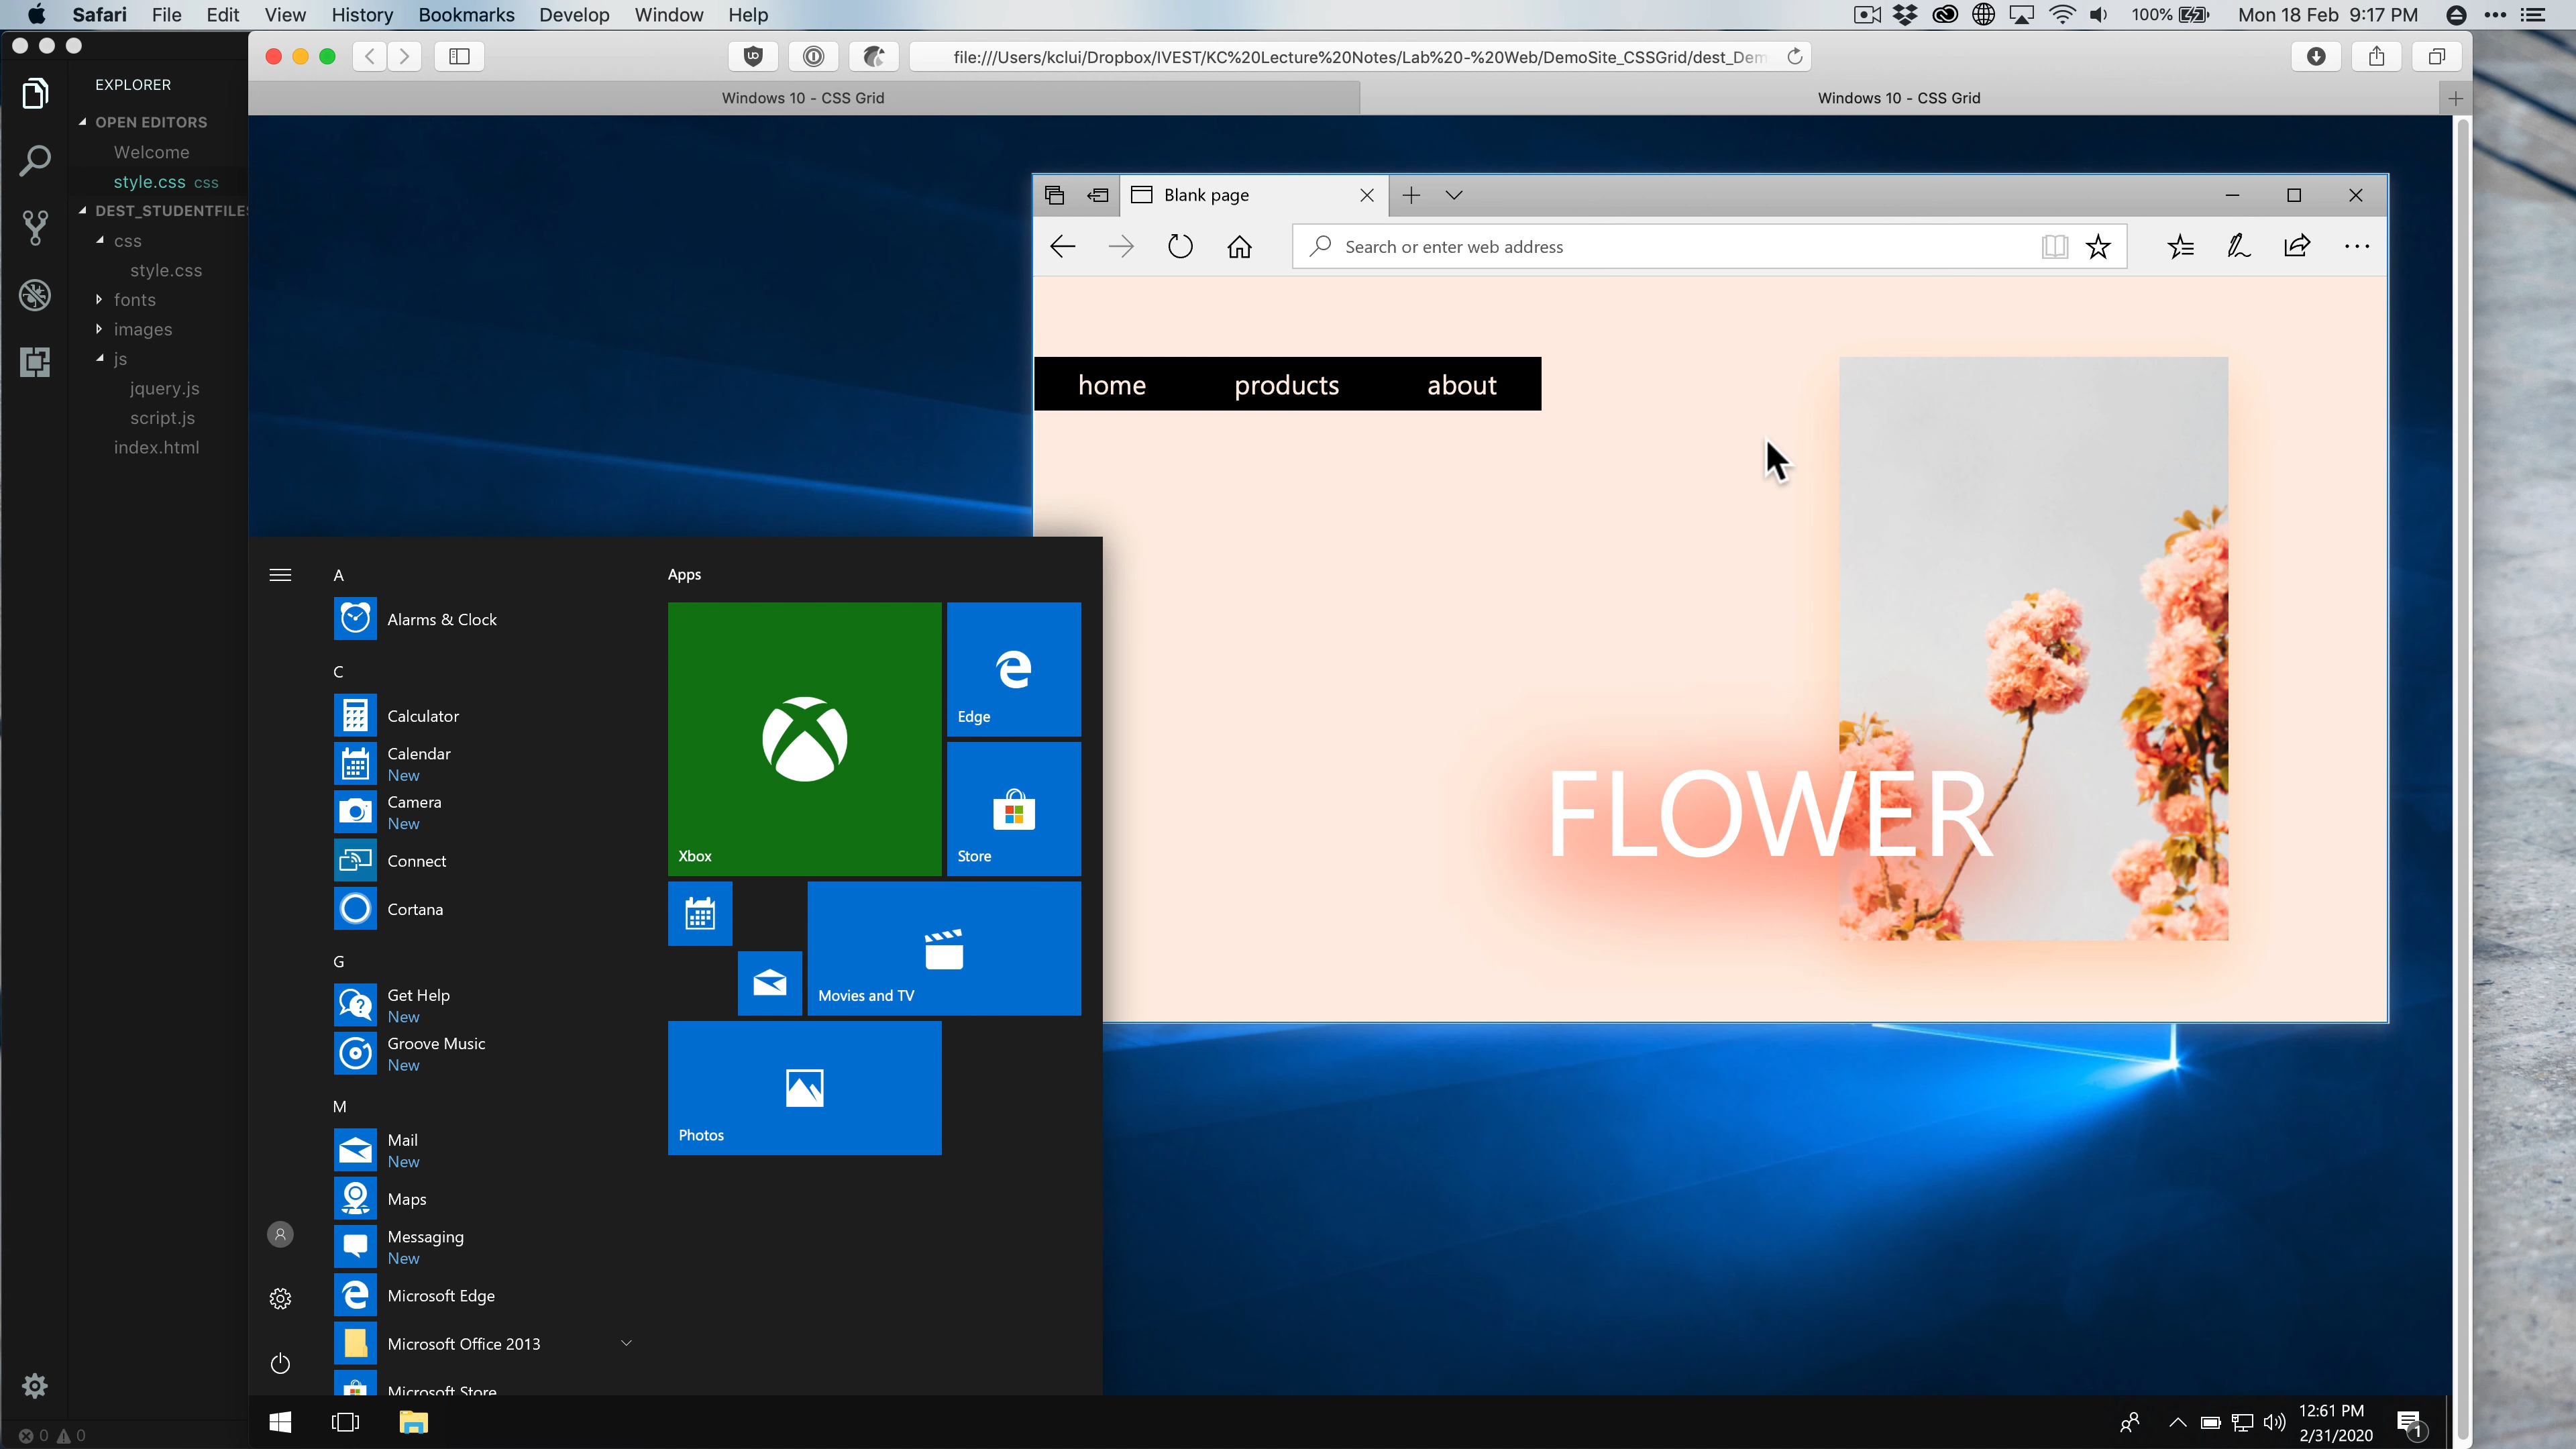 Safari File Edit View History Bookmarks Develop Window Help
100% Mon 18 Feb 9:17 PM
file:///Users/kclui/Dropbox/IVEST/KC%20Lecture%20Notes/Lab%20-%20Web/DemoSite_CSSGrid/dest_Dem
Windows 10 - CSS Grid
Windows 10 - CSS Grid
EXPLORER
OPEN EDITORS
Welcome
style.css css
DEST_STUDENTFILES
css
style.css
fonts
images
js
jquery.js
script.js
index.html
0 0
Blank page
Search or enter web address
home products about
FLOWER
A
Alarms & Clock
C
Calculator
Calendar
New
Camera
New
Connect
Cortana
G
Get Help
New
Groove Music
New
M
Mail
New
Maps
Messaging
New
Microsoft Edge
Microsoft Office 2013
Microsoft Store
Apps
Xbox
Edge
Store
Movies and TV
Photos
12:61 PM
2/31/2020
1